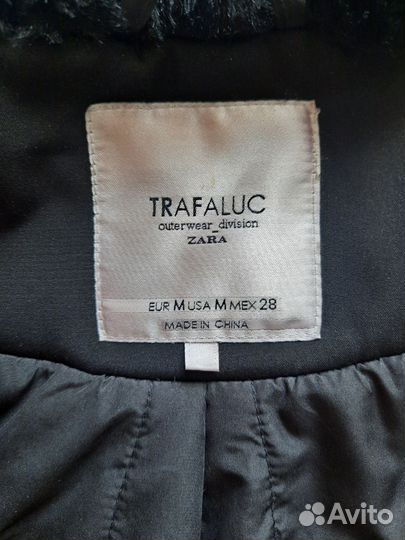 TRAFALUC
outerwear_division
ZARA
EUR M USA M MEX 28
MADE IN CHINA
Avito